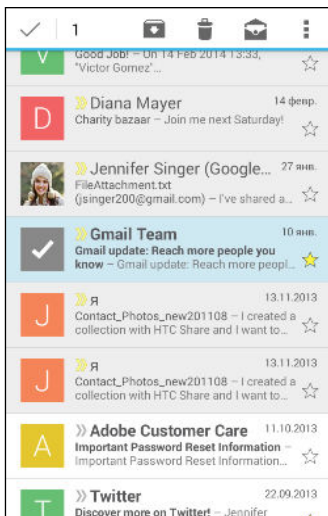 1
V
Good Job! – On 14 Feb 2014 13:33,
"Victor Gomez"...
D
Diana Mayer
14 февр.
Charity bazaar – Join me next Saturday!
Jennifer Singer (Google...
27 янв.
FileAttachment.txt
(jsinger200@gmail.com) – I've shared a...
Gmail Team
10 янв.
Gmail update: Reach more people you
know – Gmail update: Reach more peopl...
J
Я
13.11.2013
Contact_Photos_new201108 – I created a
collection with HTC Share and I want to...
J
Я
13.11.2013
Contact_Photos_new201108 – I created a
collection with HTC Share and I want to...
A
Adobe Customer Care
11.10.2013
Important Password Reset Information –
Important Password Reset Information...
T
Twitter
22.09.2013
Discover more on Twitter! – Jennifer